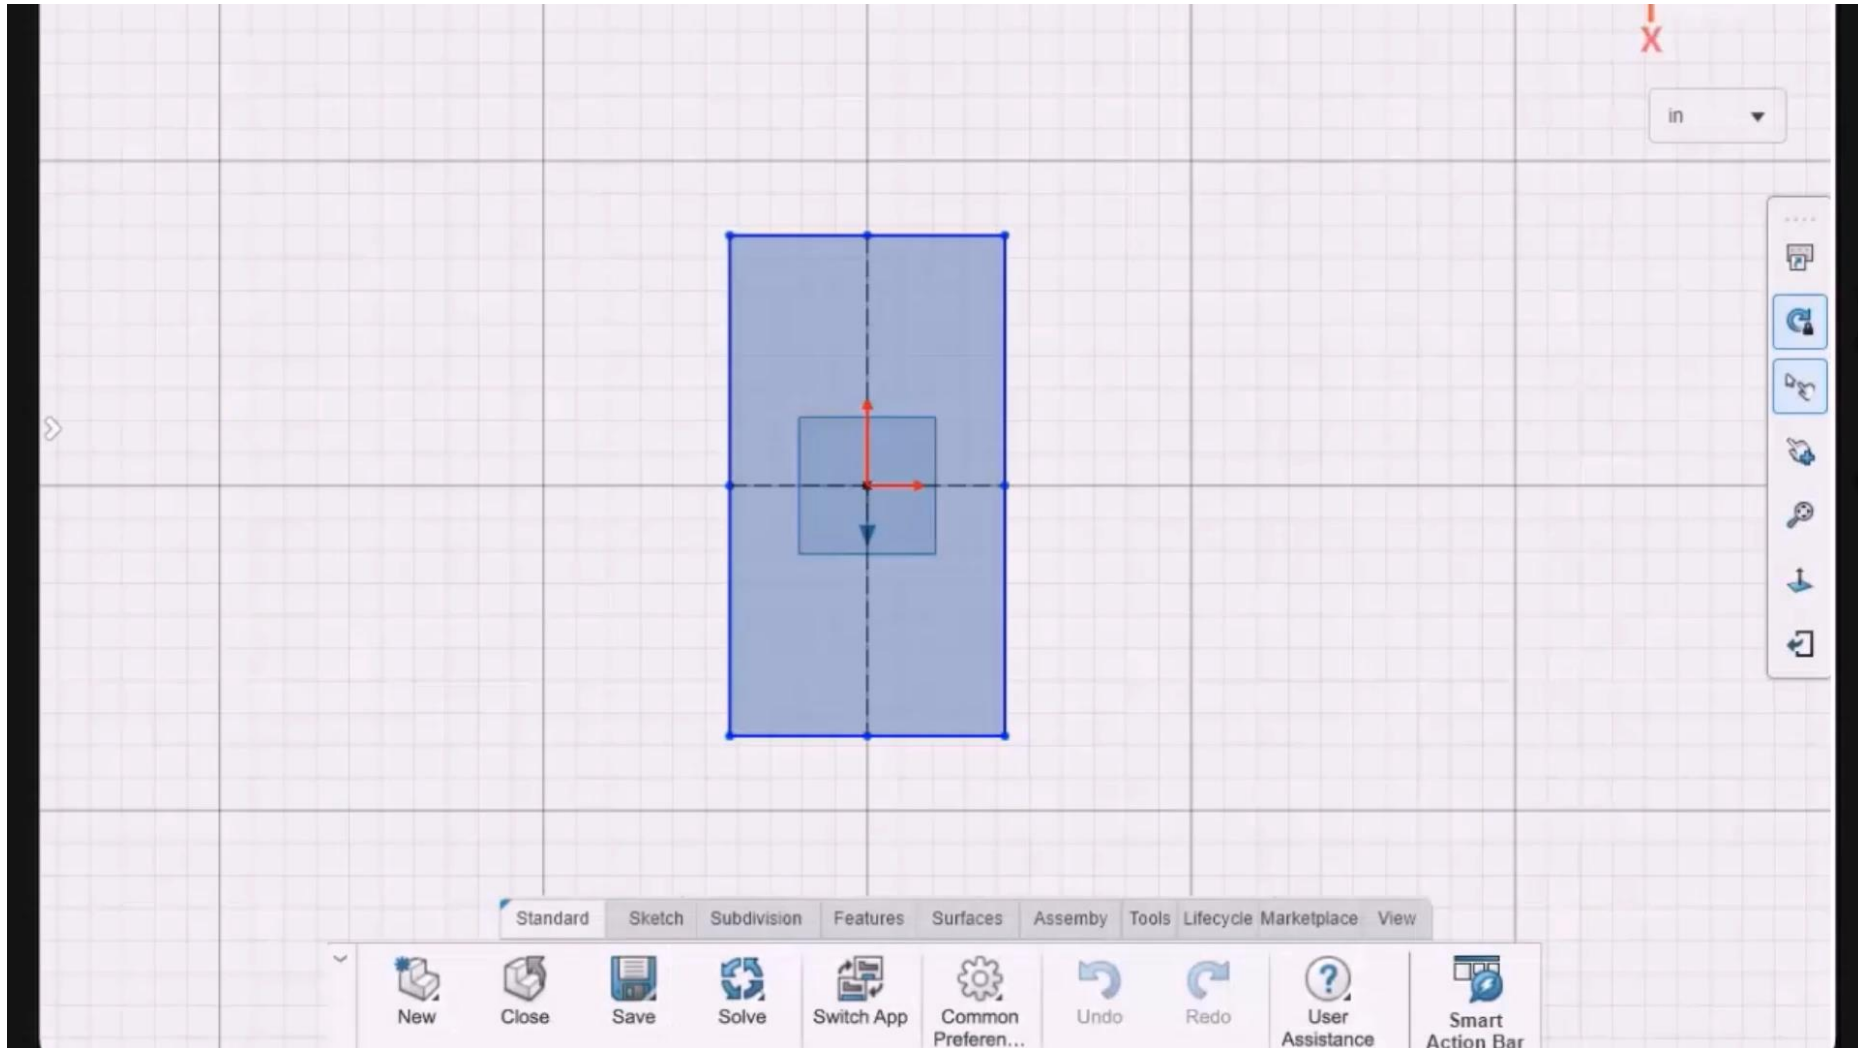 X
in
Standard
Sketch
Subdivision
Features
Surfaces
Assemby
Tools
Lifecycle
Marketplace
View
New
Close
Save
Solve
Switch App
Common
Preferen...
Undo
Redo
User
Assistance
Smart
Action Bar